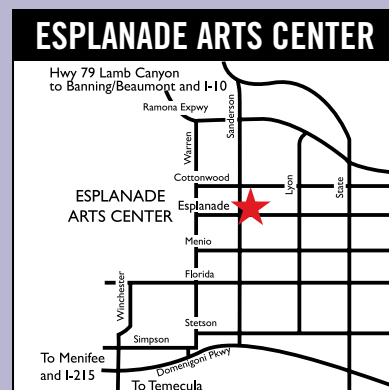 ESPLANADE ARTS CENTER
Hwy 79 Lamb Canyon
to Banning/Beaumont and I-10
Ramona Expwy
Sanderson
Warren
Cottonwood
Lyon
State
ESPLANADE
ARTS CENTER
Esplanade
Menio
Florida
Winchester
Stetson
Simpson
Domenigoni Pkwy
To Menifee
and I-215
To Temecula